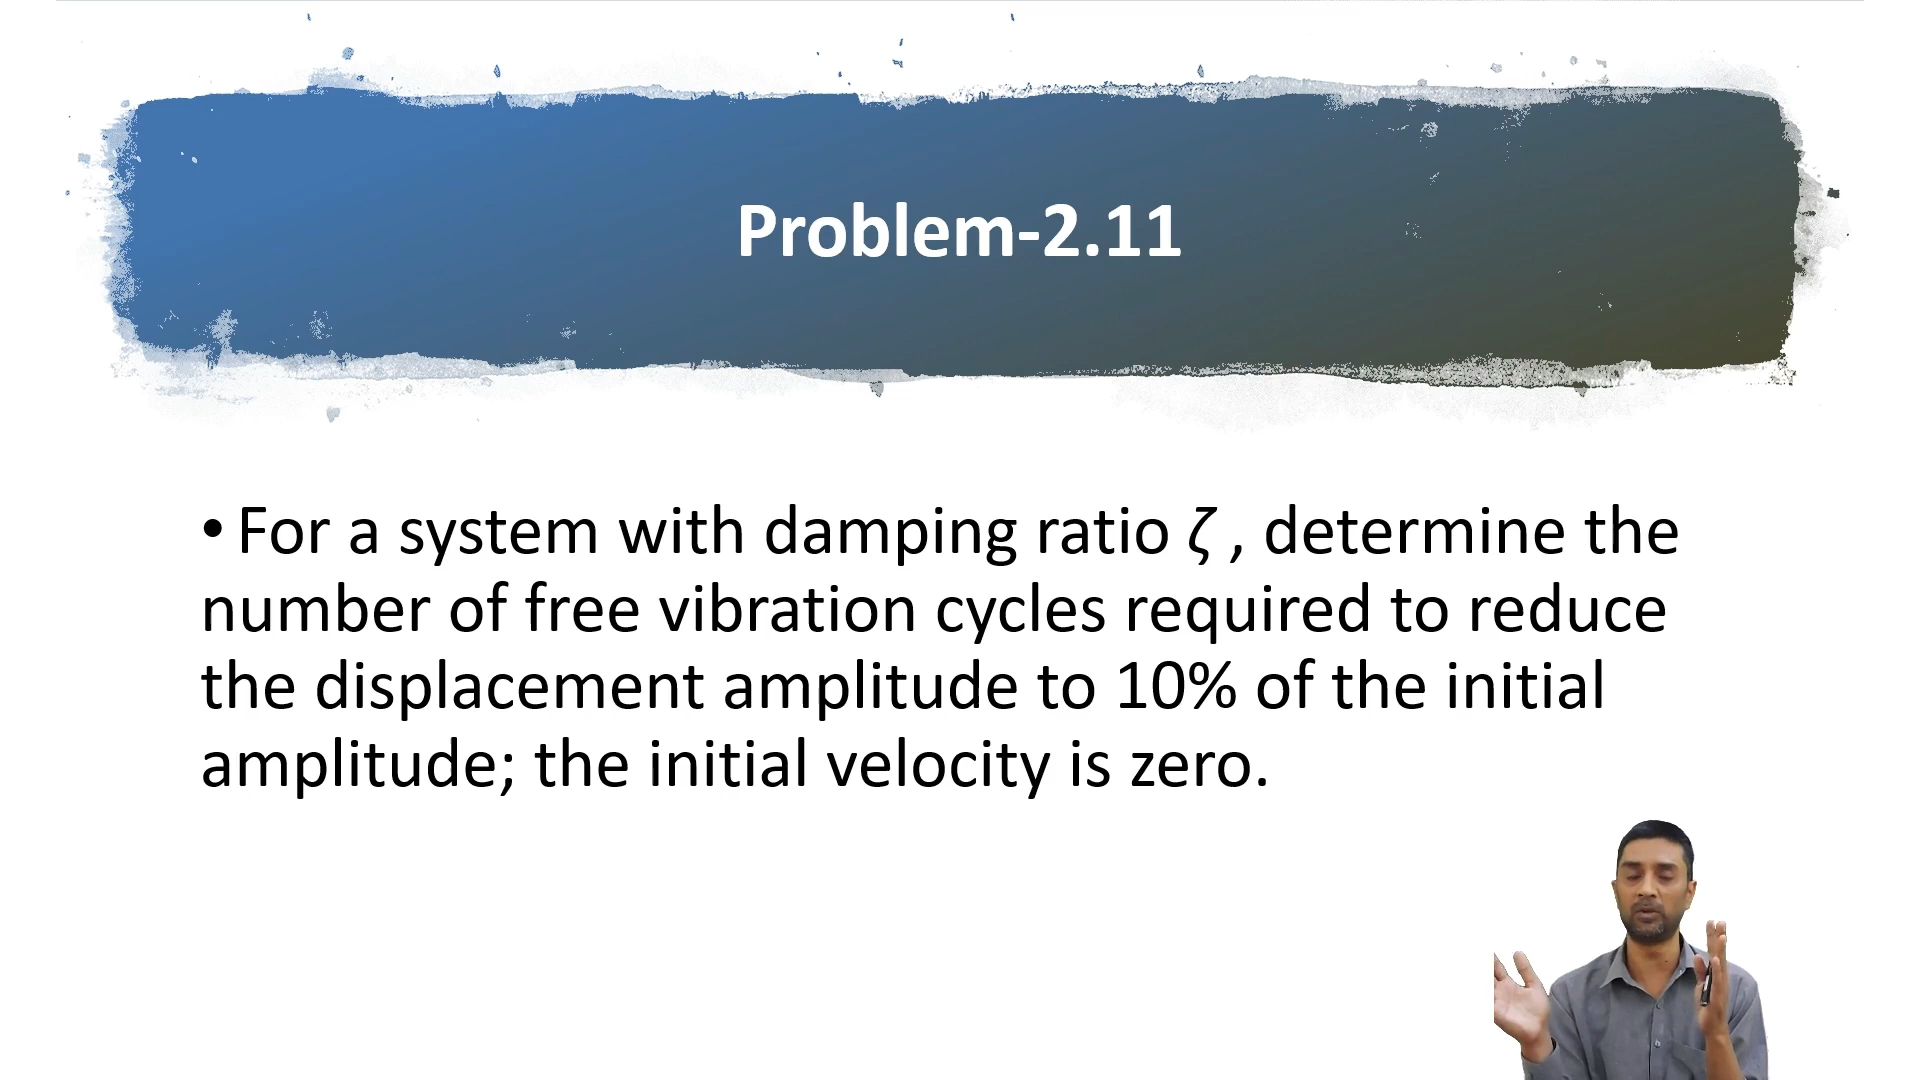 Problem-2.11
• For a system with damping ratio ζ , determine the
number of free vibration cycles required to reduce
the displacement amplitude to 10% of the initial
amplitude; the initial velocity is zero.